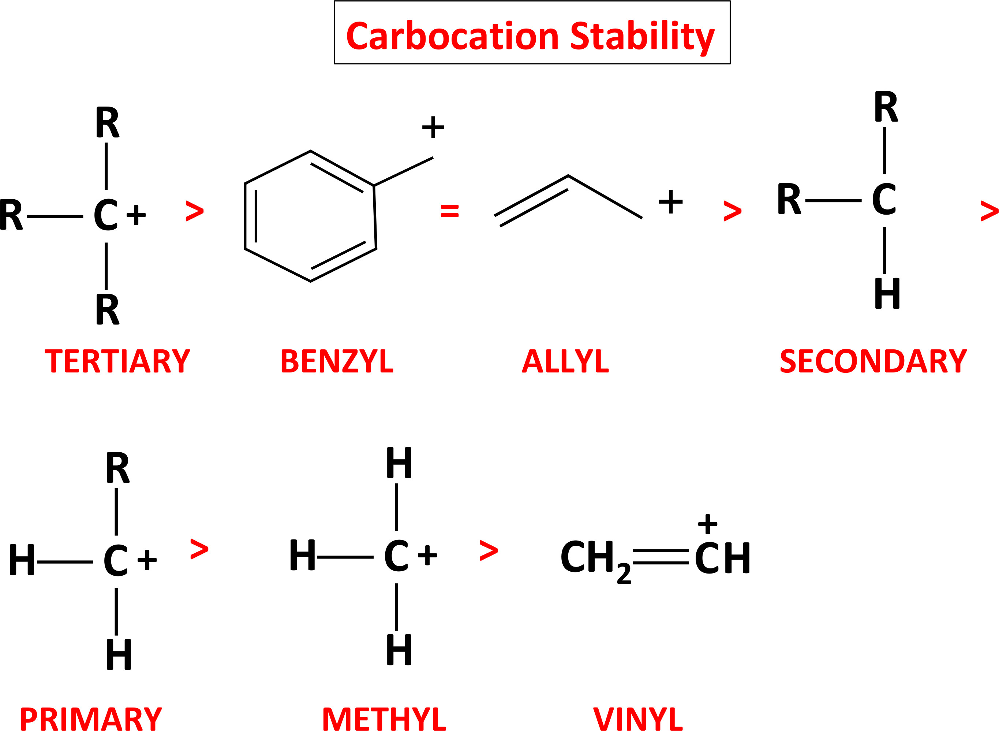 Carbocation Stability
R
R C + > + = + > R C >
R
R
H
TERTIARY BENZYL ALLYL SECONDARY
R
H C + > H C + > CH2 CH +
H
H
H
PRIMARY METHYL VINYL